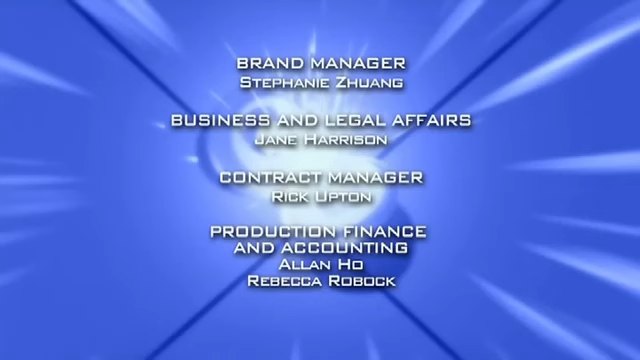 BRAND MANAGER
STEPHANIE ZHUANG
BUSINESS AND LEGAL AFFAIRS
JANE HARRISON
CONTRACT MANAGER
RICK UPTON
PRODUCTION FINANCE
AND ACCOUNTING
ALLAN HO
REBECCA ROBOCK